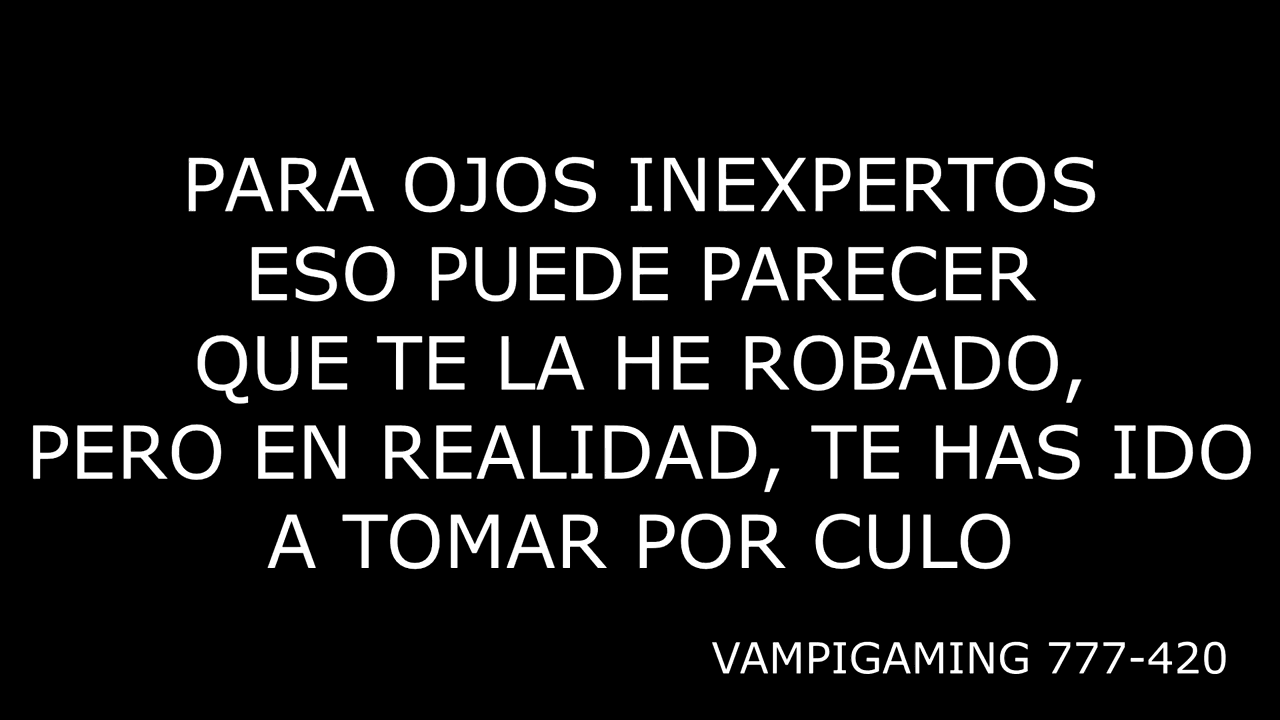 PARA OJOS INEXPERTOS
ESO PUEDE PARECER
QUE TE LA HE ROBADO,
PERO EN REALIDAD, TE HAS IDO
A TOMAR POR CULO
VAMPIGAMING 777-420